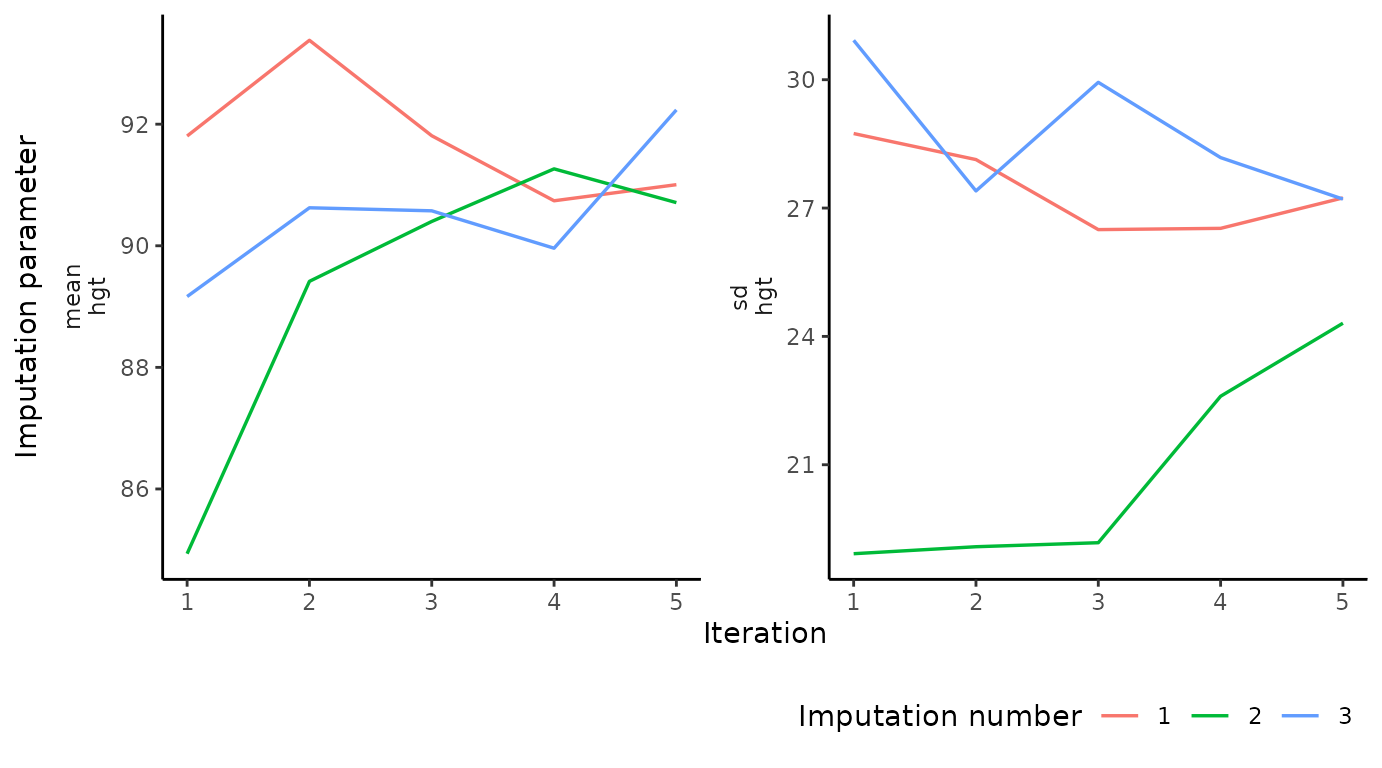 Imputation parameter
mean
hgt
92
90
88
86
1 2 3 4 5
sd
hgt
30
27
24
21
1 2 3 4 5
Iteration
Imputation number 1 2 3